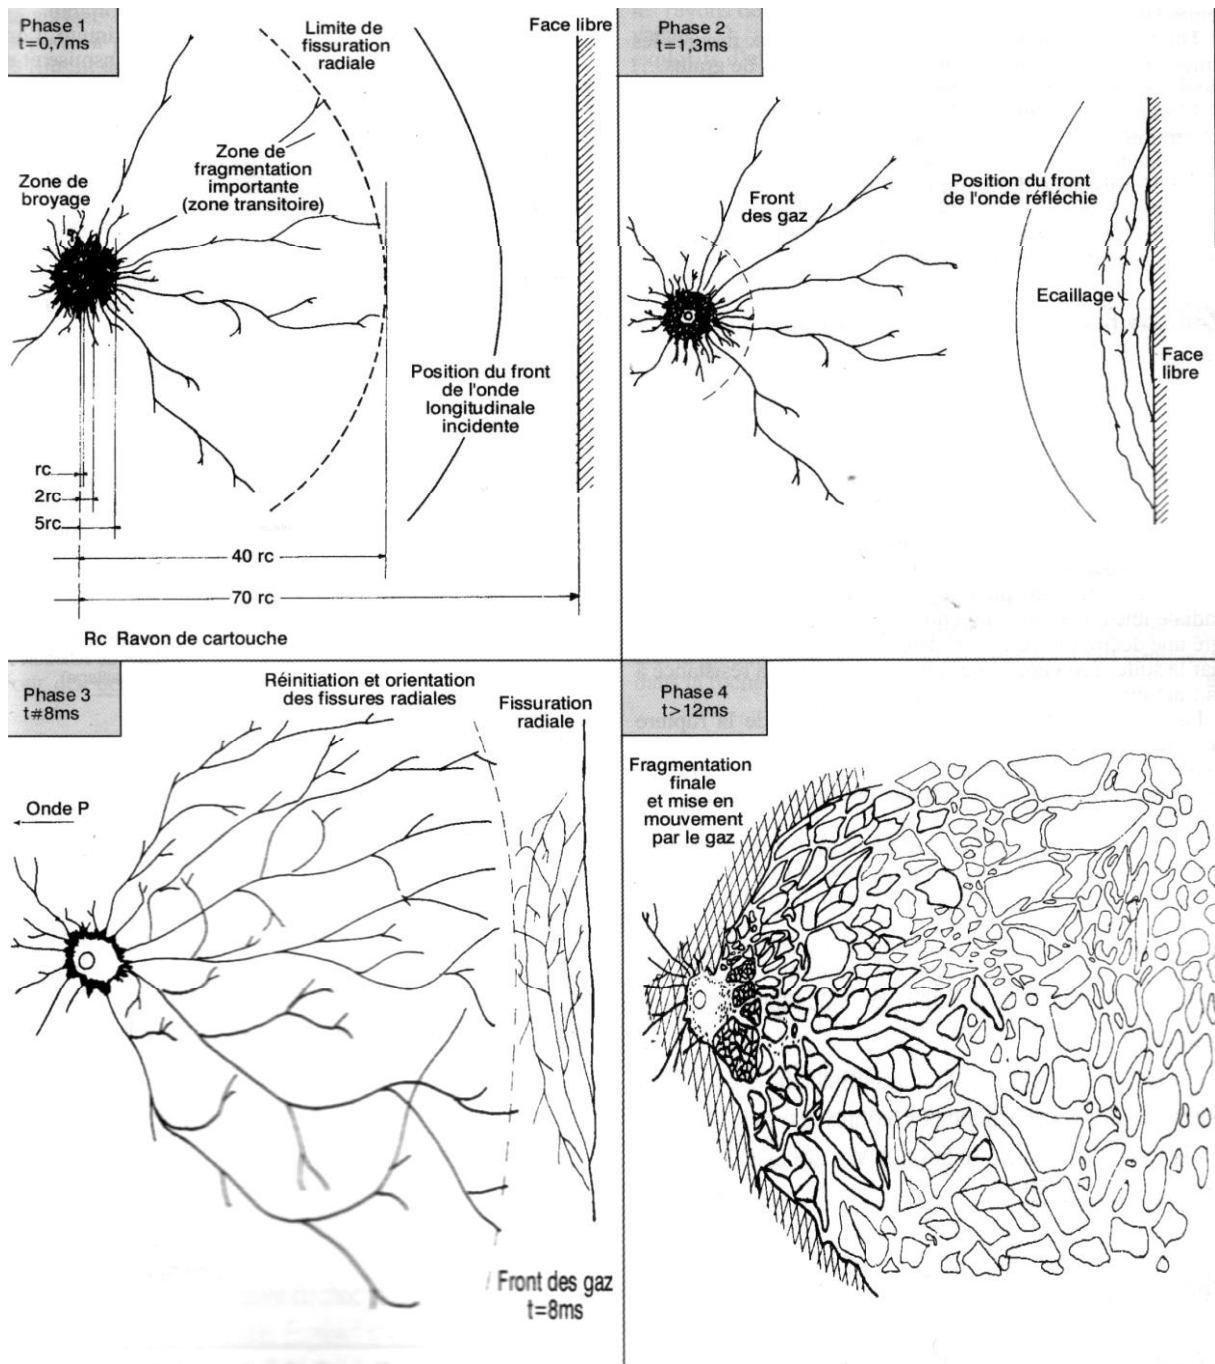 Phase 1
t=0,7ms
Limite de
fissuration
radiale
Face libre
Zone de
broyage
Zone de
fragmentation
importante
(zone transitoire)
Position du front
de l'onde
longitudinale
incidente
rc
2rc
5rc
40 rc
70 rc
Rc Ravon de cartouche
Phase 2
t=1,3ms
Front
des gaz
Position du front
de l'onde réfléchie
Ecaillage
Face
libre
Phase 3
t#8ms
Réinitiation et orientation
des fissures radiales
Fissuration
radiale
Onde P
Front des gaz
t=8ms
Phase 4
t>12ms
Fragmentation
finale
et mise en
mouvement
par le gaz